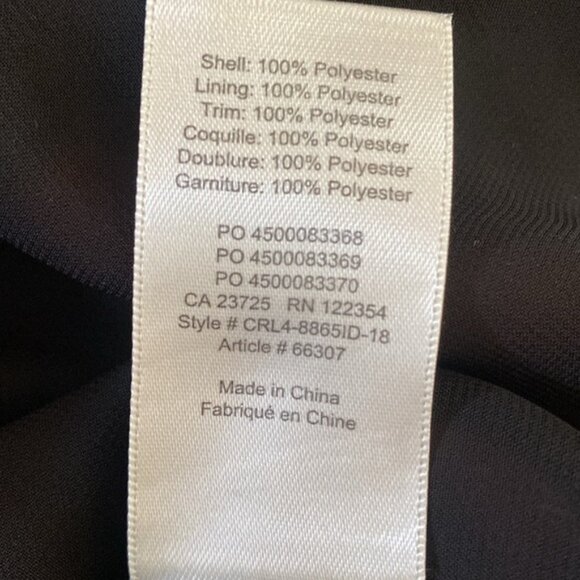 Shell: 100% Polyester
Lining: 100% Polyester
Trim: 100% Polyester
Coquille: 100% Polyester
Doublure: 100% Polyester
Garniture: 100% Polyester
PO 4500083368
PO 4500083369
PO 4500083370
CA 23725 RN 122354
Style # CRL4-8865ID-18
Article # 66307
Made in China
Fabriqué en Chine